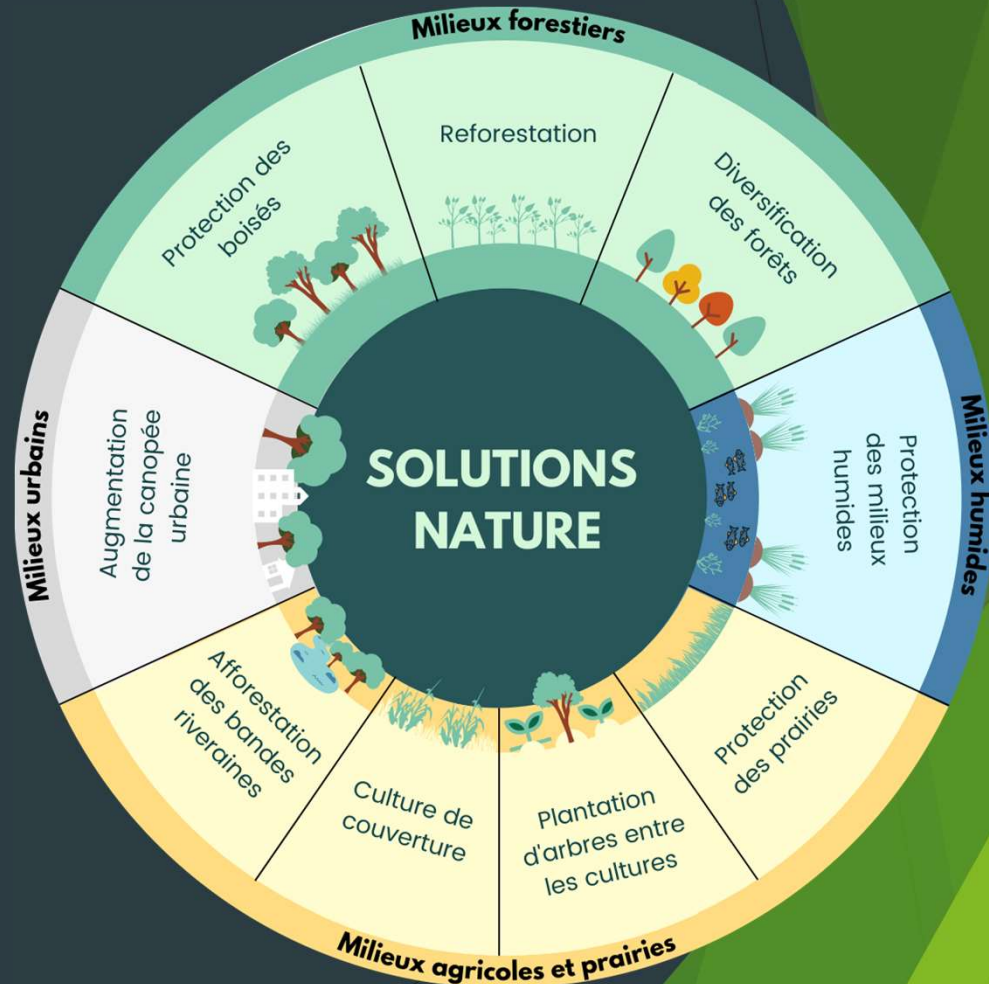 Milieux forestiers
Protection des
boisés
Reforestation
Diversification
des forêts
Milieux humides
Protection
des milieux
humides
Milieux urbains
Augmentation
de la canopée
urbaine
SOLUTIONS
NATURE
Afforestation
des bandes
riveraines
Culture de
couverture
Plantation
d'arbres entre
les cultures
Protection
des prairies
Milieux agricoles et prairies